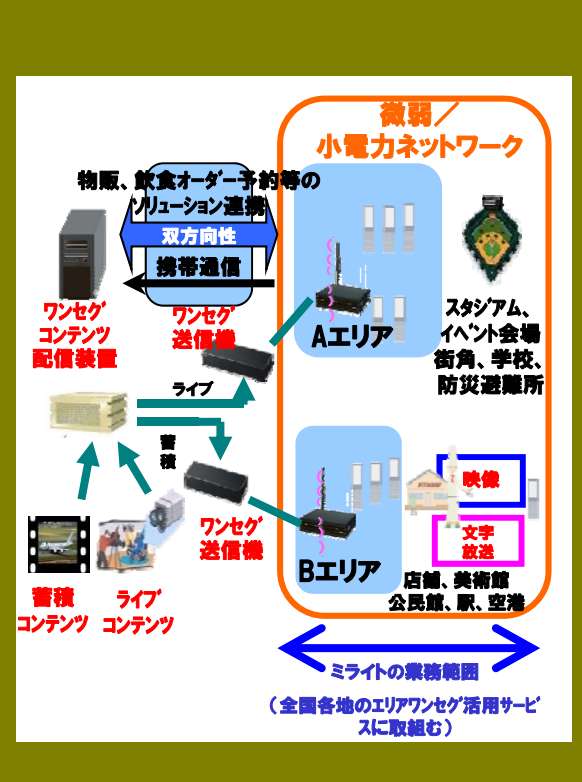 微弱／
小電力ネットワーク
物販、飲食オーダー予約等の
ソリューション連携
双方向性
携帯通信
ワンセグ
コンテンツ
配信装置
ワンセグ
送信機
Aエリア
スタジアム、
イベント会場
街角、学校、
防災避難所
ライブ
蓄
積
ワンセグ
送信機
Bエリア
映像
文字
放送
店舗、美術館
公民館、駅、空港
蓄積
コンテンツ
ライブ
コンテンツ
ミライトの業務範囲
（全国各地のエリアワンセグ活用サービ
スに取組む）